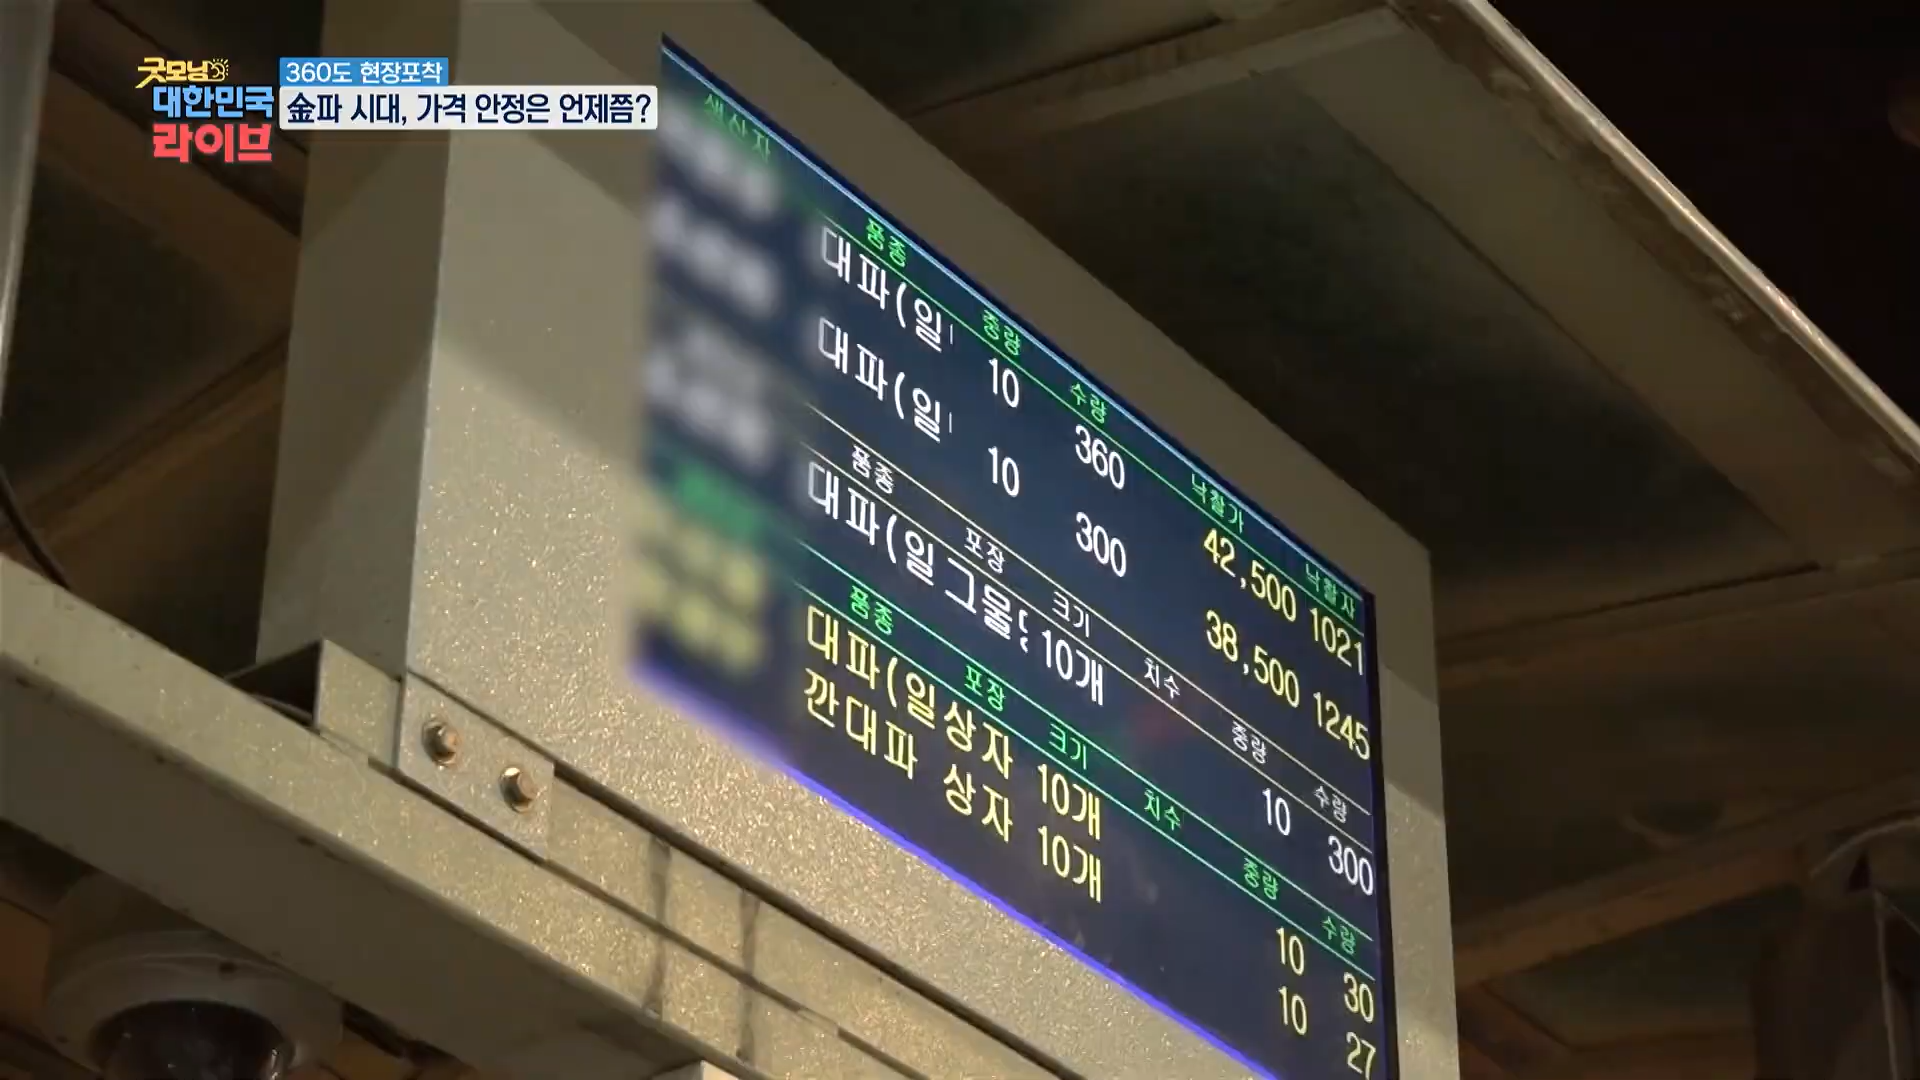 굿모닝
대한민국
라이브
360도 현장포착
金파 시대, 가격 안정은 언제쯤?
생산자 품종 중량 수량 낙찰가 낙찰자
대파(일 10 360 42,500 1021
대파(일 10 300 38,500 1245
품종 포장 크기 치수 중량 수량
대파(일 그물 10개 10 300
품종 포장 크기 치수 중량 수량
대파(일 상자 10개 10 30
깐대파 상자 10개 10 27